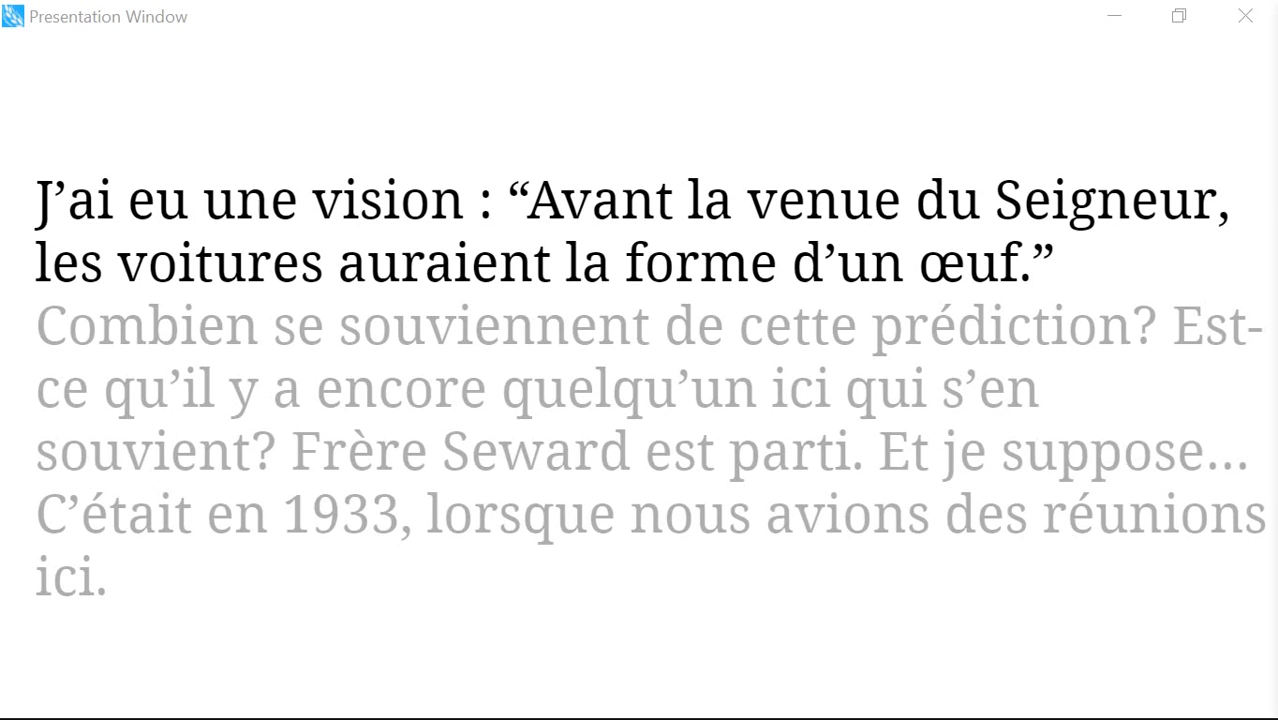 Presentation Window
J’ai eu une vision : “Avant la venue du Seigneur,
les voitures auraient la forme d’un œuf.”
Combien se souviennent de cette prédiction? Est-
ce qu’il y a encore quelqu’un ici qui s’en
souvient? Frère Seward est parti. Et je suppose…
C’était en 1933, lorsque nous avions des réunions
ici.